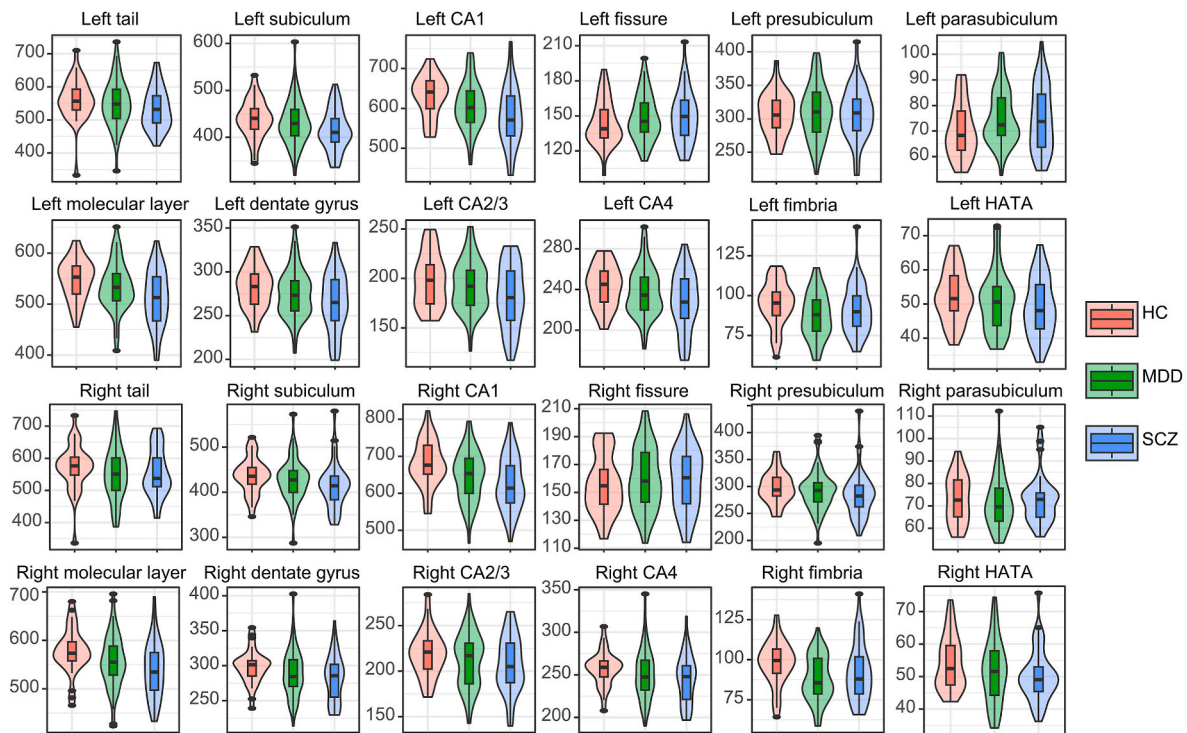 Left tail Left subiculum Left CA1 Left fissure Left presubiculum Left parasubiculum
700 600 500 400
600 500 400
700 600 500
210 180 150 120
400 350 300 250
100 90 80 70 60
Left molecular layer Left dentate gyrus Left CA2/3 Left CA4 Left fimbria Left HATA
600 500 400
350 300 250 200
250 200 150
280 240 200
125 100 75
70 60 50 40
HC
MDD
SCZ
Right tail Right subiculum Right CA1 Right fissure Right presubiculum Right parasubiculum
700 600 500 400
500 400 300
800 700 600 500
210 190 170 150 130 110
450 400 350 300 250 200
110 100 90 80 70 60
Right molecular layer Right dentate gyrus Right CA2/3 Right CA4 Right fimbria Right HATA
700 600 500
400 350 300 250
250 200 150
350 300 250 200
125 100 75
70 60 50 40